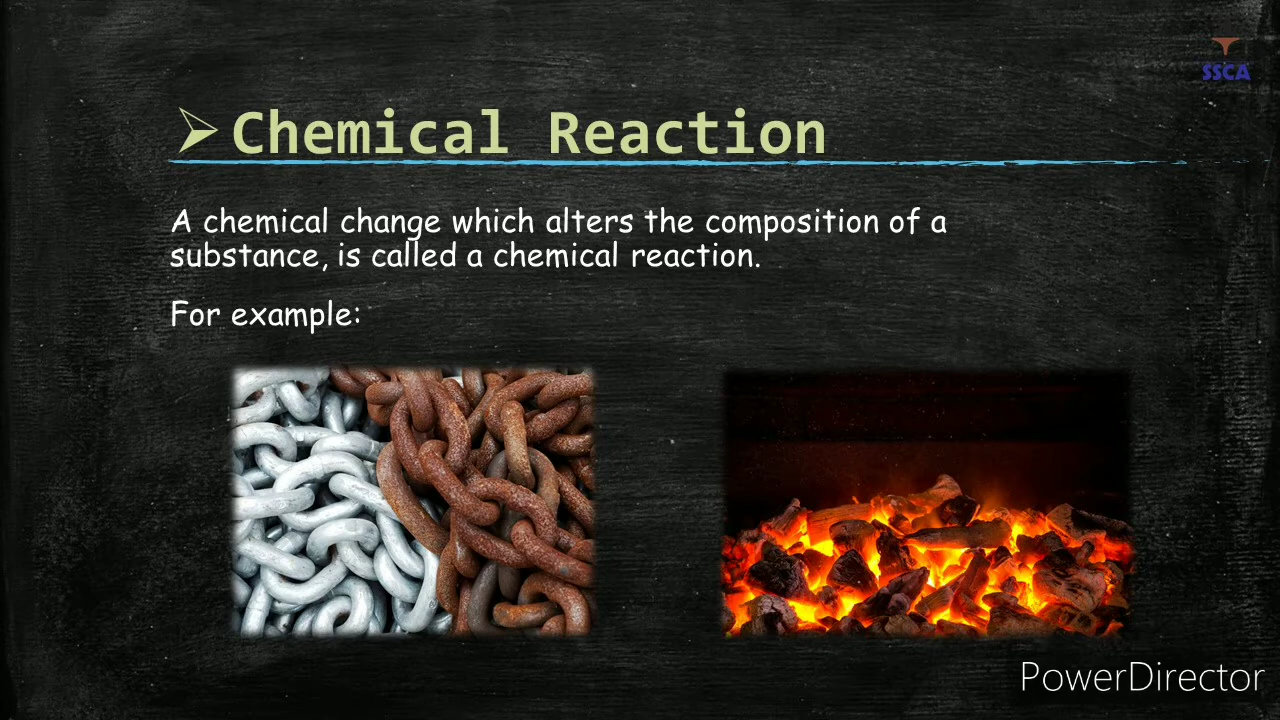 SSCA
Chemical Reaction
A chemical change which alters the composition of a
substance, is called a chemical reaction.
For example:
PowerDirector